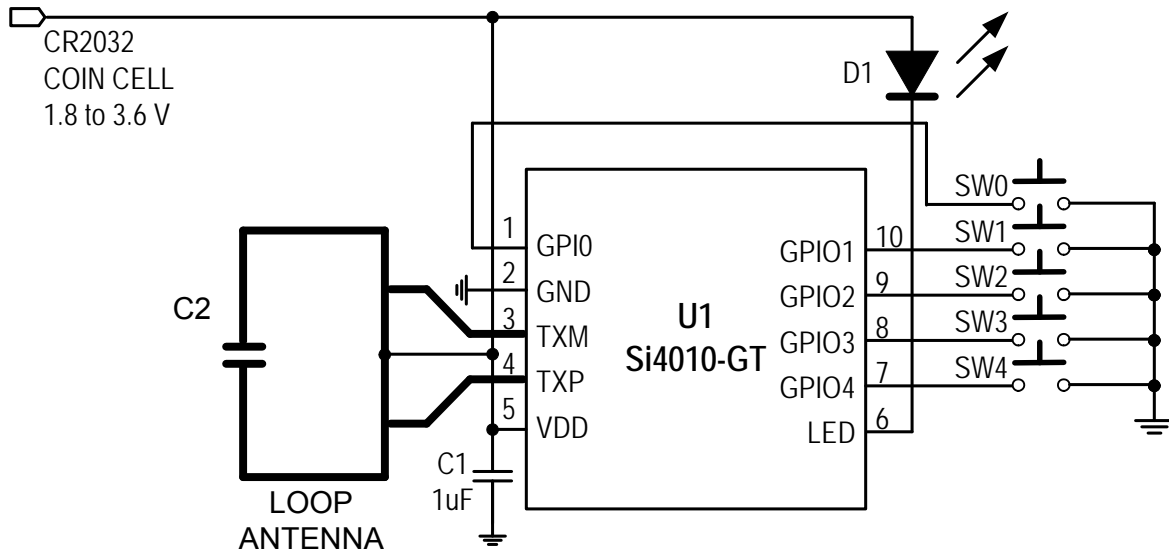 CR2032
COIN CELL
1.8 to 3.6 V
D1
SW0
1
GPI0
GPIO1
10
SW1
2
GND
GPIO2
9
SW2
C2
3
TXM
U1
Si4010-GT
GPIO3
8
SW3
4
TXP
GPIO4
7
SW4
5
VDD
LED
6
C1
1uF
LOOP
ANTENNA